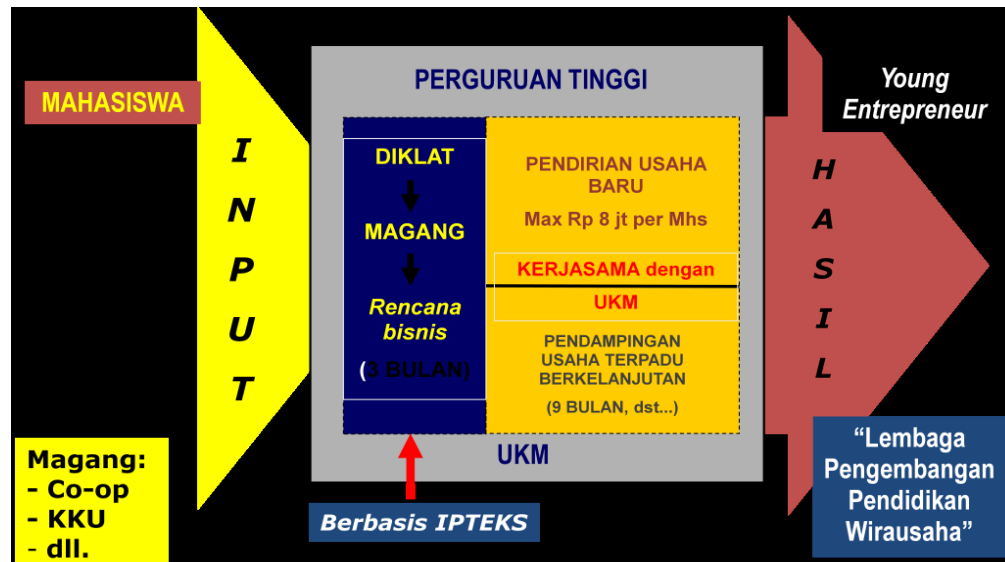 MAHASISWA
INPUT
Magang:
- Co-op
- KKU
- dll.
PERGURUAN TINGGI
DIKLAT
MAGANG
Rencana
bisnis
(3 BULAN)
PENDIRIAN USAHA
BARU
Max Rp 8 jt per Mhs
KERJASAMA dengan
UKM
PENDAMPINGAN
USAHA TERPADU
BERKELANJUTAN
(9 BULAN, dst...)
UKM
Berbasis IPTEKS
HASIL
Young
Entrepreneur
“Lembaga
Pengembangan
Pendidikan
Wirausaha”